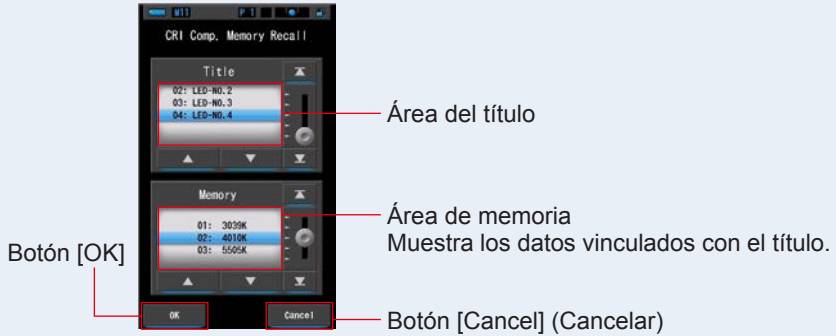 M11 P 1
CRI Comp. Memory Recall
Title
02: LED-NO.2
03: LED-NO.3
04: LED-NO.4
Área del título
Memory
01: 3039K
02: 4010K
03: 5505K
Área de memoria
Muestra los datos vinculados con el título.
Botón [OK]
OK
Cancel
Botón [Cancel] (Cancelar)